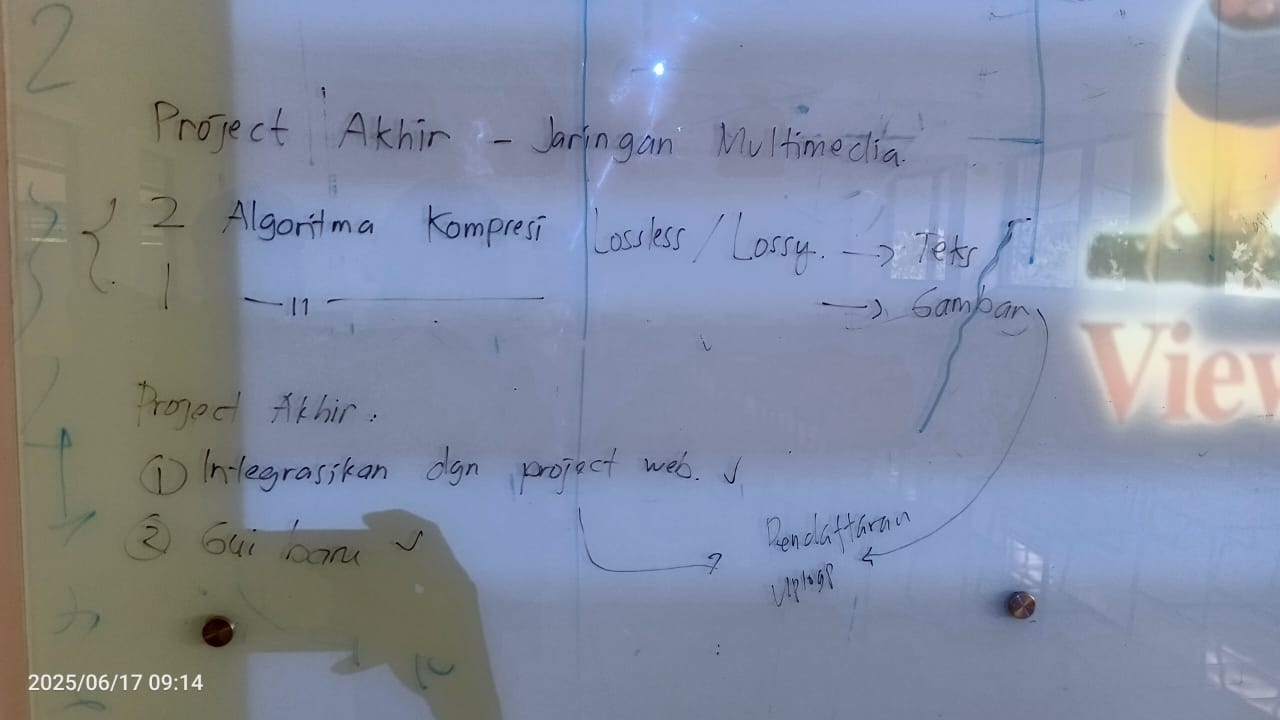 2
Project Akhir - Jaringan Multimedia.
2 Algoritma Kompresi Lossless / Lossy. → Teks
1 —11— → Gambar
Project Akhir :
① Integrasikan dgn project web. ✓
② Gui baru ✓
Pendaftaran
View
2025/06/17 09:14